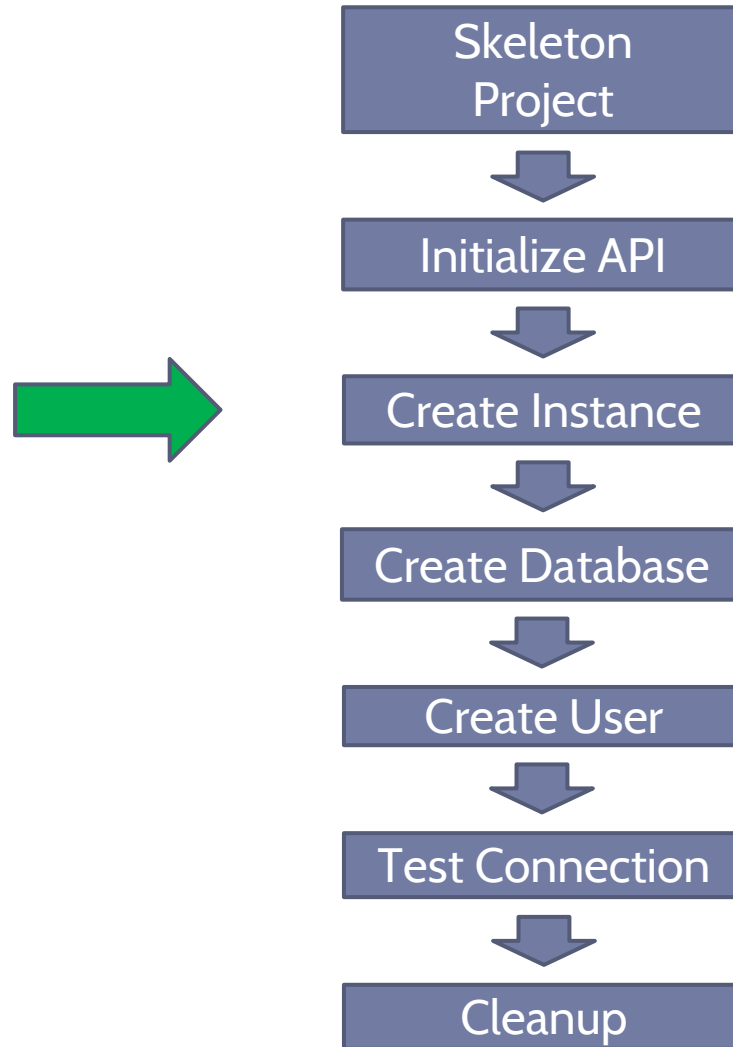 Skeleton
Project
Initialize API
Create Instance
Create Database
Create User
Test Connection
Cleanup